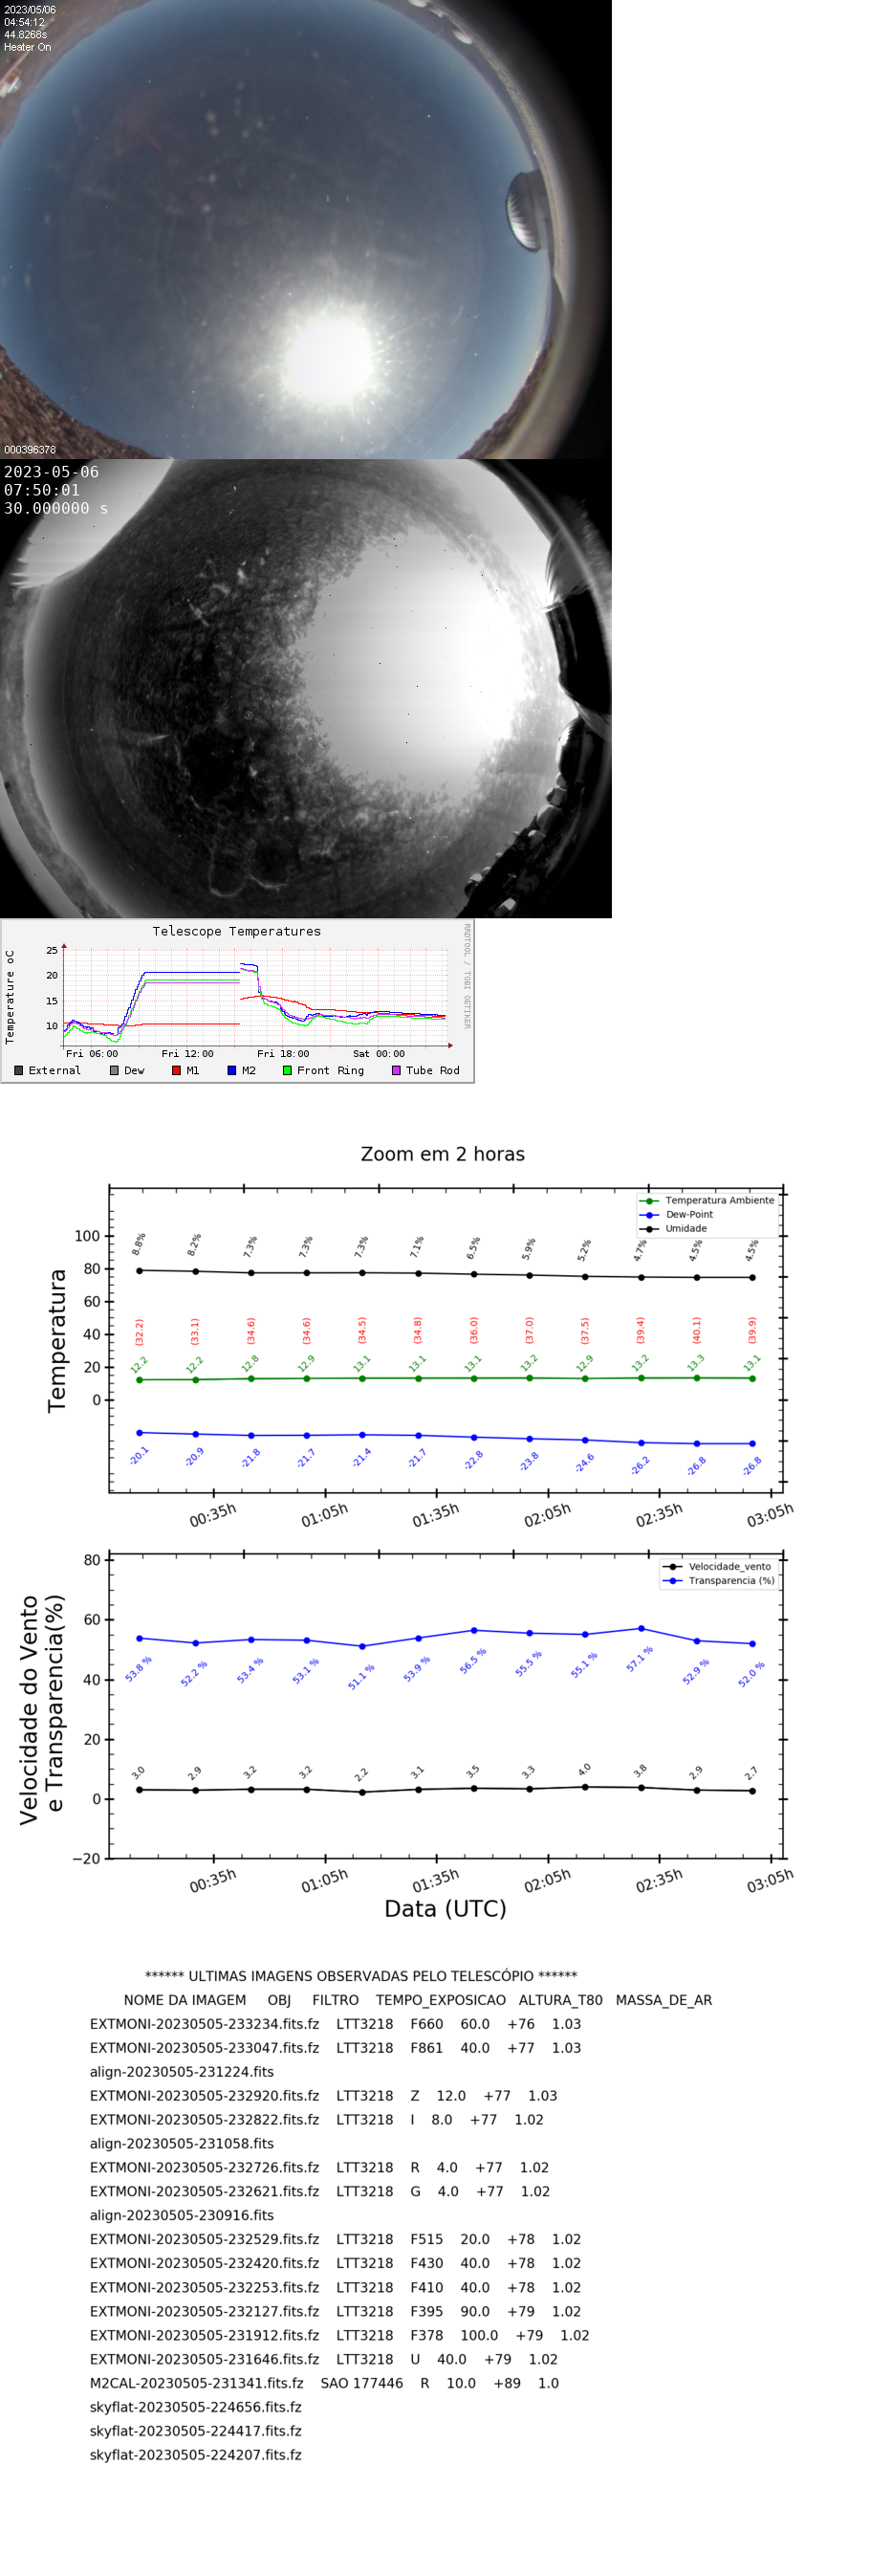 2023/05/06
04:54:12
44.8268s
Heater On
000396378
2023-05-06
07:50:01
30.000000 s
Telescope Temperatures
RRDTOOL / TOBI OETIKER
Temperature oC
25
20
15
10
Fri 06:00 Fri 12:00 Fri 18:00 Sat 00:00
External Dew M1 M2 Front Ring Tube Rod
Zoom em 2 horas
Temperatura Ambiente
Dew-Point
Umidade
Temperatura
100
80
60
40
20
0
8.8% 8.2% 7.3% 7.3% 7.3% 7.1% 6.5% 5.9% 5.2% 4.7% 4.5% 4.5%
(32.2) (33.1) (34.6) (34.6) (34.5) (34.8) (36.0) (37.0) (37.5) (39.4) (40.1) (39.9)
12.2 12.2 12.8 12.9 13.1 13.1 13.1 13.2 12.9 13.2 13.3 13.1
-20.1 -20.9 -21.8 -21.7 -21.4 -21.7 -22.8 -23.8 -24.6 -26.2 -26.8 -26.8
00:35h 01:05h 01:35h 02:05h 02:35h 03:05h
Velocidade_vento
Transparencia (%)
Velocidade do Vento
e Transparencia(%)
80
60
40
20
0
−20
53.8 % 52.2 % 53.4 % 53.1 % 51.1 % 53.9 % 56.5 % 55.5 % 55.1 % 57.1 % 52.9 % 52.0 %
3.0 2.9 3.2 3.2 2.2 3.1 3.5 3.3 4.0 3.8 2.9 2.7
00:35h 01:05h 01:35h 02:05h 02:35h 03:05h
Data (UTC)
****** ULTIMAS IMAGENS OBSERVADAS PELO TELESCÓPIO ******
NOME DA IMAGEM OBJ FILTRO TEMPO_EXPOSICAO ALTURA_T80 MASSA_DE_AR
EXTMONI-20230505-233234.fits.fz LTT3218 F660 60.0 +76 1.03
EXTMONI-20230505-233047.fits.fz LTT3218 F861 40.0 +77 1.03
align-20230505-231224.fits
EXTMONI-20230505-232920.fits.fz LTT3218 Z 12.0 +77 1.03
EXTMONI-20230505-232822.fits.fz LTT3218 I 8.0 +77 1.02
align-20230505-231058.fits
EXTMONI-20230505-232726.fits.fz LTT3218 R 4.0 +77 1.02
EXTMONI-20230505-232621.fits.fz LTT3218 G 4.0 +77 1.02
align-20230505-230916.fits
EXTMONI-20230505-232529.fits.fz LTT3218 F515 20.0 +78 1.02
EXTMONI-20230505-232420.fits.fz LTT3218 F430 40.0 +78 1.02
EXTMONI-20230505-232253.fits.fz LTT3218 F410 40.0 +78 1.02
EXTMONI-20230505-232127.fits.fz LTT3218 F395 90.0 +79 1.02
EXTMONI-20230505-231912.fits.fz LTT3218 F378 100.0 +79 1.02
EXTMONI-20230505-231646.fits.fz LTT3218 U 40.0 +79 1.02
M2CAL-20230505-231341.fits.fz SAO 177446 R 10.0 +89 1.0
skyflat-20230505-224656.fits.fz
skyflat-20230505-224417.fits.fz
skyflat-20230505-224207.fits.fz